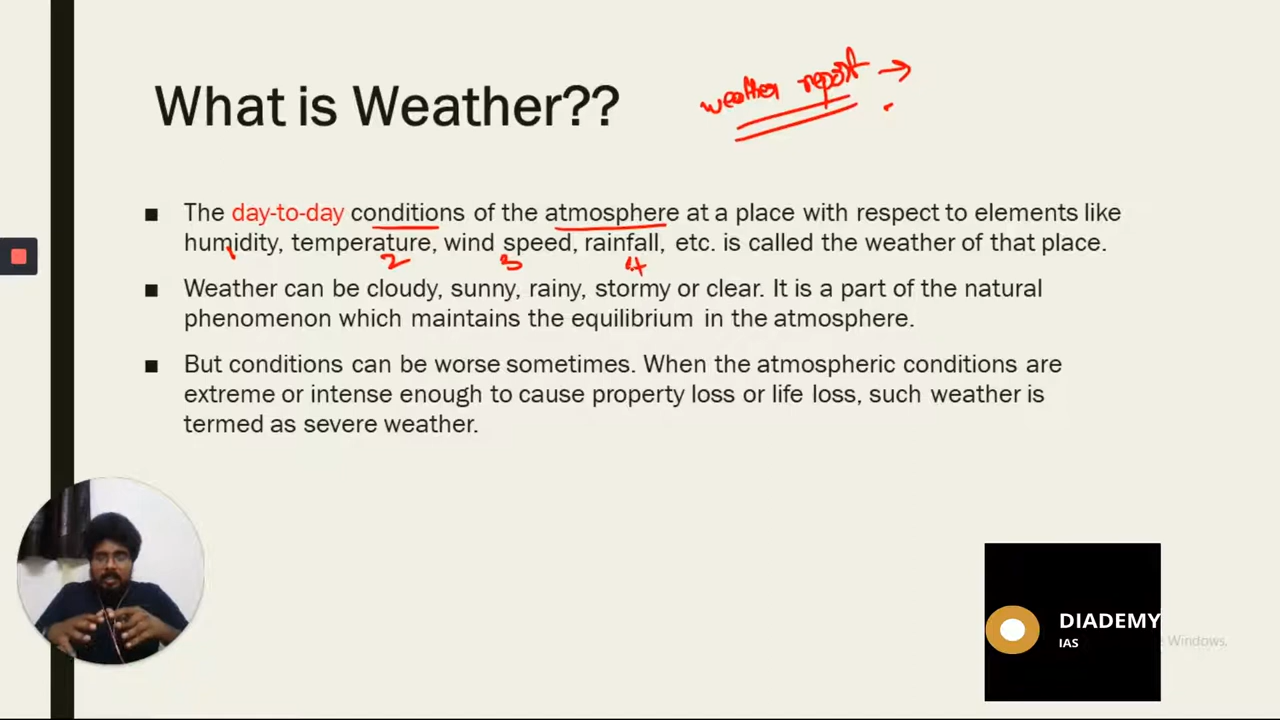 What is Weather??
weather report →
■ The day-to-day conditions of the atmosphere at a place with respect to elements like
humidity, temperature, wind speed, rainfall, etc. is called the weather of that place.
1 2 3 4
■ Weather can be cloudy, sunny, rainy, stormy or clear. It is a part of the natural
phenomenon which maintains the equilibrium in the atmosphere.
■ But conditions can be worse sometimes. When the atmospheric conditions are
extreme or intense enough to cause property loss or life loss, such weather is
termed as severe weather.
DIADEMY
IAS
Windows.